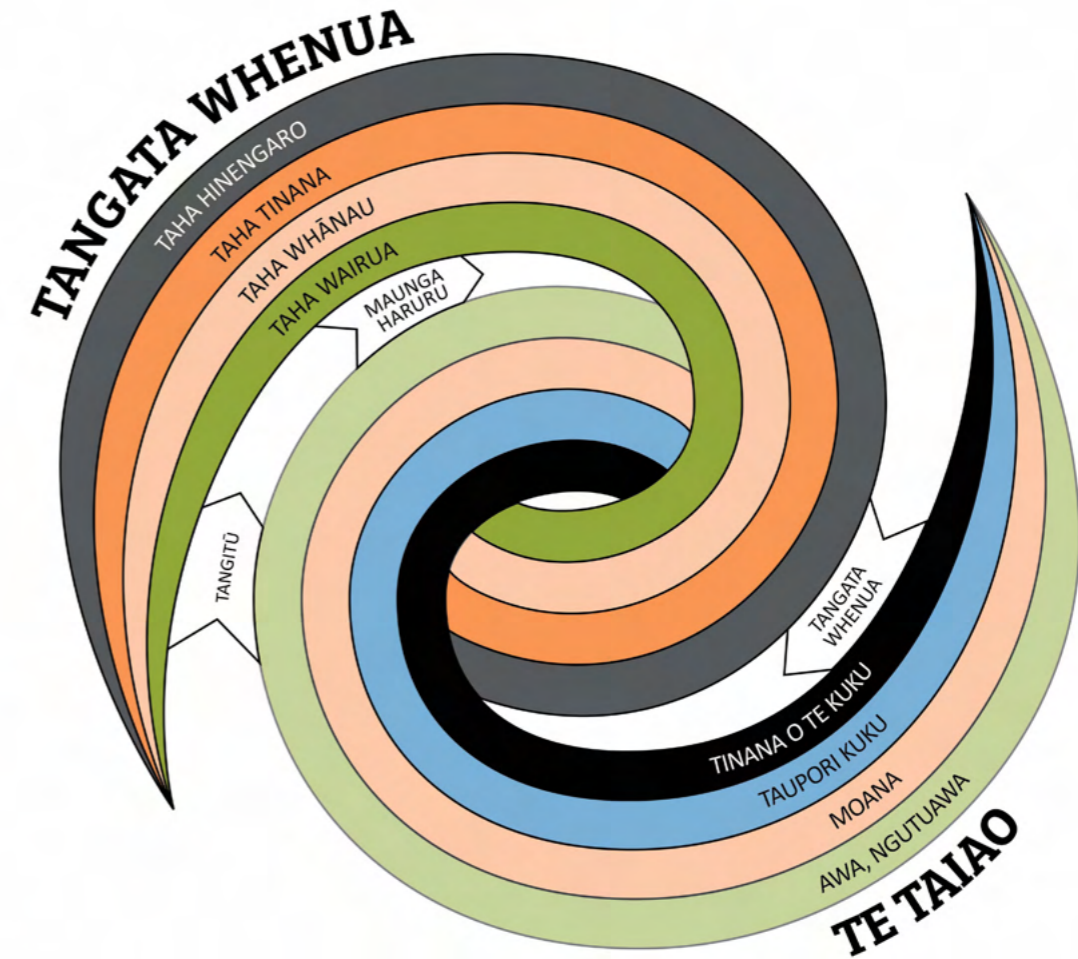 TANGATA WHENUA
TAHA HINENGARO
TAHA TINANA
TAHA WHĀNAU
TAHA WAIRUA
MAUNGA
HARURU
TANGITŪ
TANGATA
WHENUA
TINANA O TE KUKU
TAUPORI KUKU
MOANA
AWA, NGUTUAWA
TE TAIAO